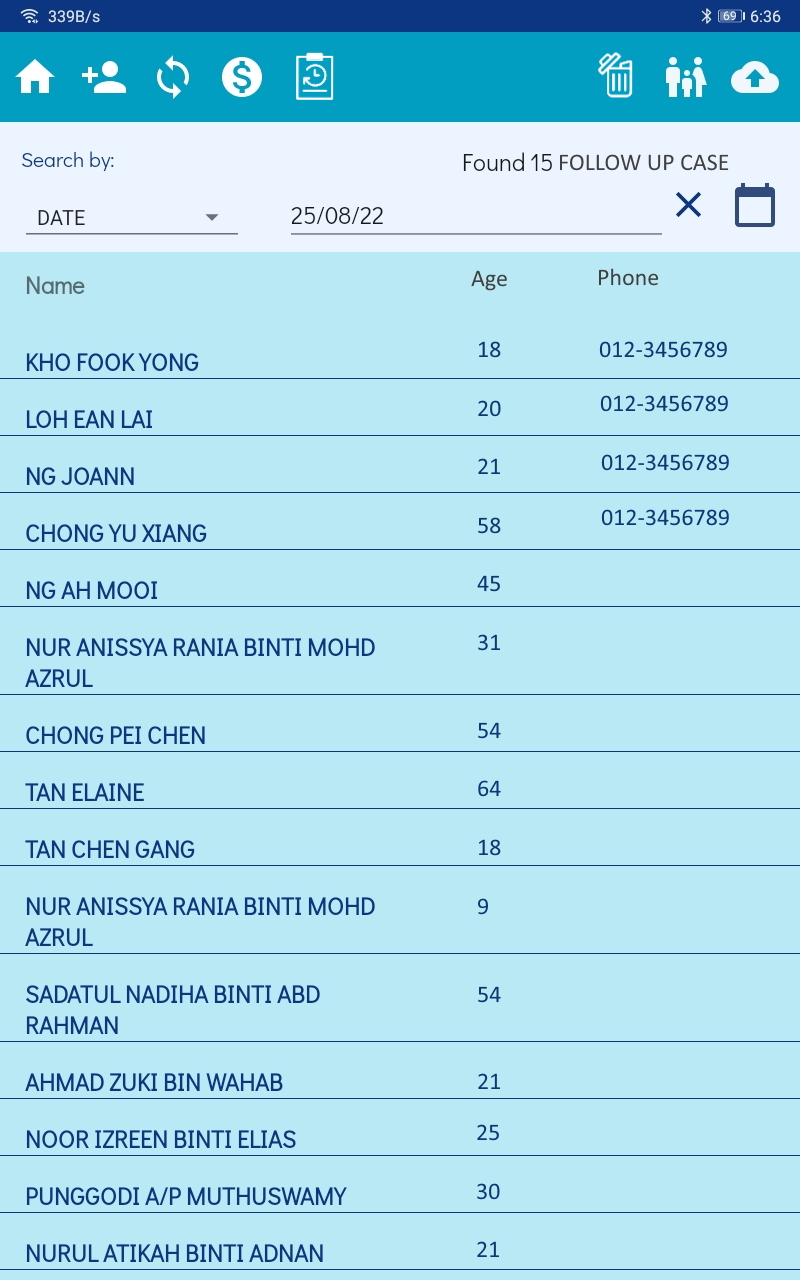 339B/s 69 6:36
Search by: Found 15 FOLLOW UP CASE
DATE 25/08/22
Name Age Phone
KHO FOOK YONG 18 012-3456789
LOH EAN LAI 20 012-3456789
NG JOANN 21 012-3456789
CHONG YU XIANG 58 012-3456789
NG AH MOOI 45
NUR ANISSYA RANIA BINTI MOHD 31
AZRUL
CHONG PEI CHEN 54
TAN ELAINE 64
TAN CHEN GANG 18
NUR ANISSYA RANIA BINTI MOHD 9
AZRUL
SADATUL NADIHA BINTI ABD 54
RAHMAN
AHMAD ZUKI BIN WAHAB 21
NOOR IZREEN BINTI ELIAS 25
PUNGGODI A/P MUTHUSWAMY 30
NURUL ATIKAH BINTI ADNAN 21